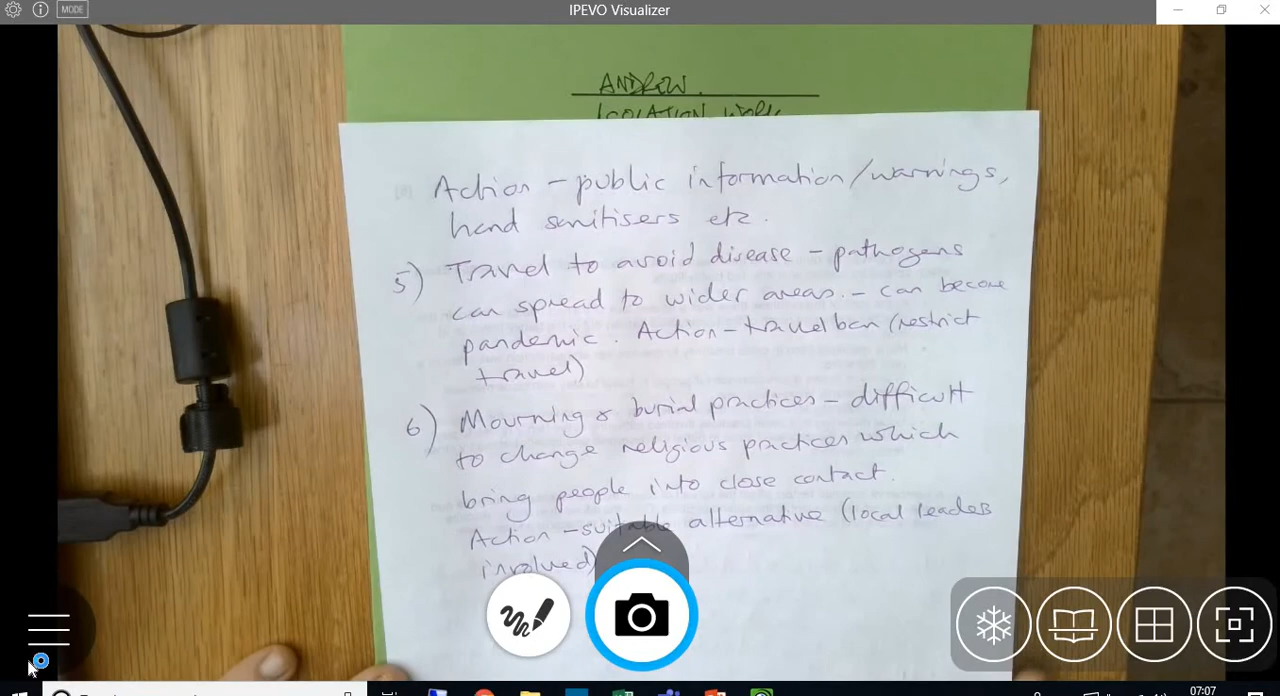 IPEVO Visualizer
MODE
ANDREW.
ISOLATION WORK
Action – public information/warnings,
hand sanitisers etc.
5) Travel to avoid disease – pathogens
can spread to wider areas. – can become
pandemic. Action – travel ban (restrict
travel)
6) Mourning & burial practices – difficult
to change religious practices which
bring people into close contact.
Action – suitable alternative (local leaders
involved)
07:07